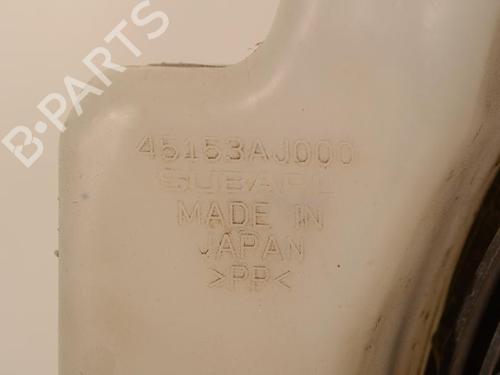 B-PARTS
45153AJ000
SUBARU
MADE IN
JAPAN
>PP<